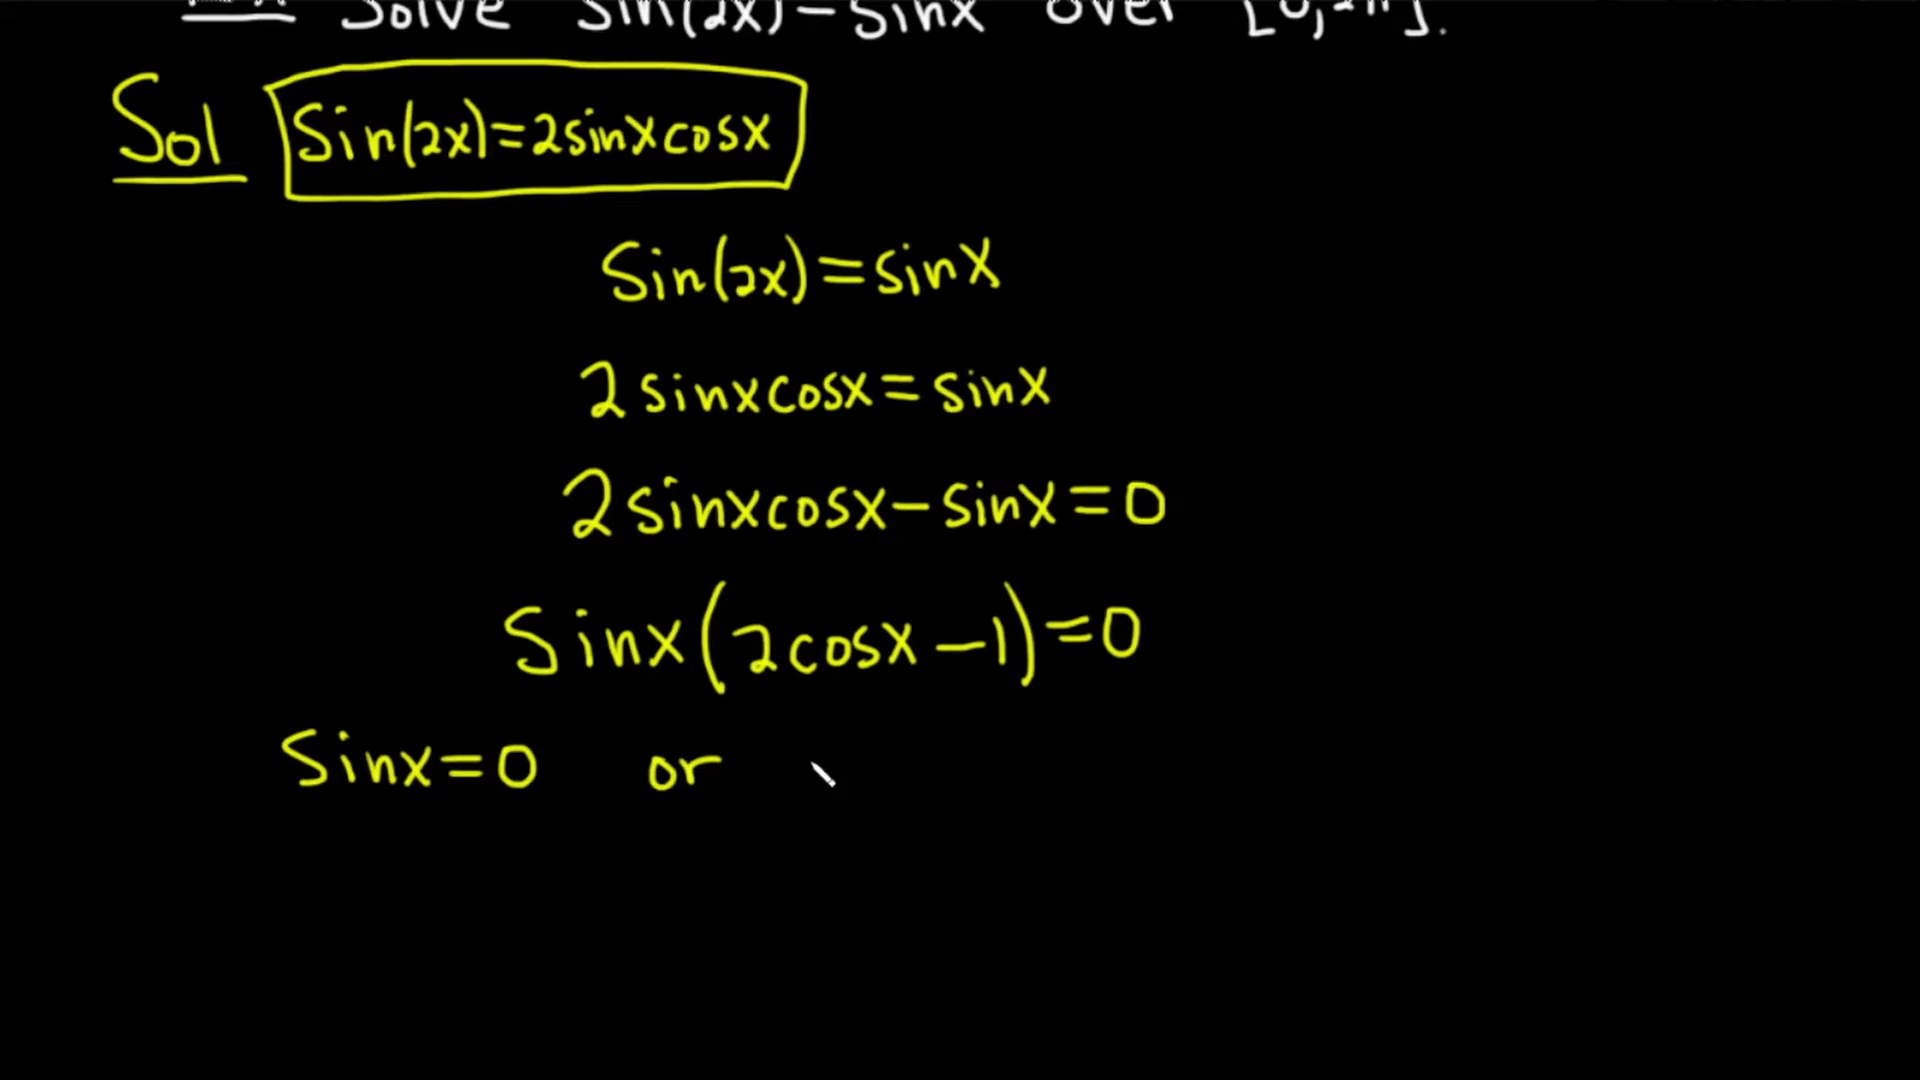 Solve sin(2x)=sinx over [0,2π].
Sol sin(2x)=2sinxcosx
Sin(2x)=sinx
2sinxcosx=sinx
2sinxcosx-sinx=0
Sinx(2cosx-1)=0
Sinx=0 or